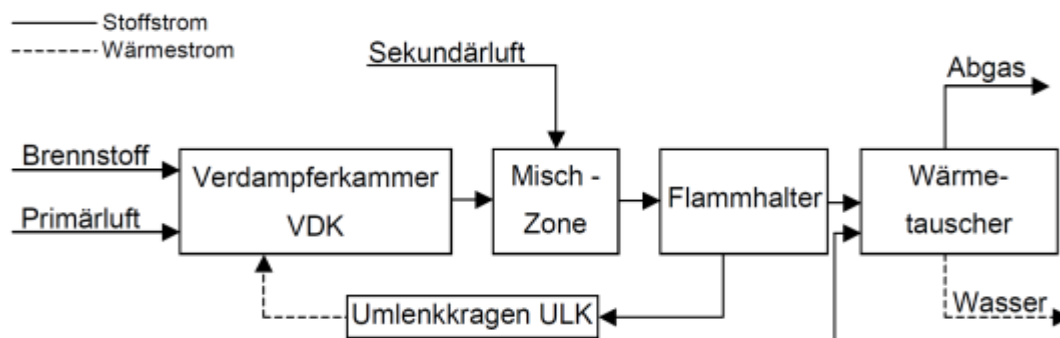 Stoffstrom
Wärmestrom
Sekundärluft
Abgas
Brennstoff
Primärluft
Verdampferkammer
VDK
Misch -
Zone
Flammhalter
Wärme-
tauscher
Umlenkkragen ULK
Wasser